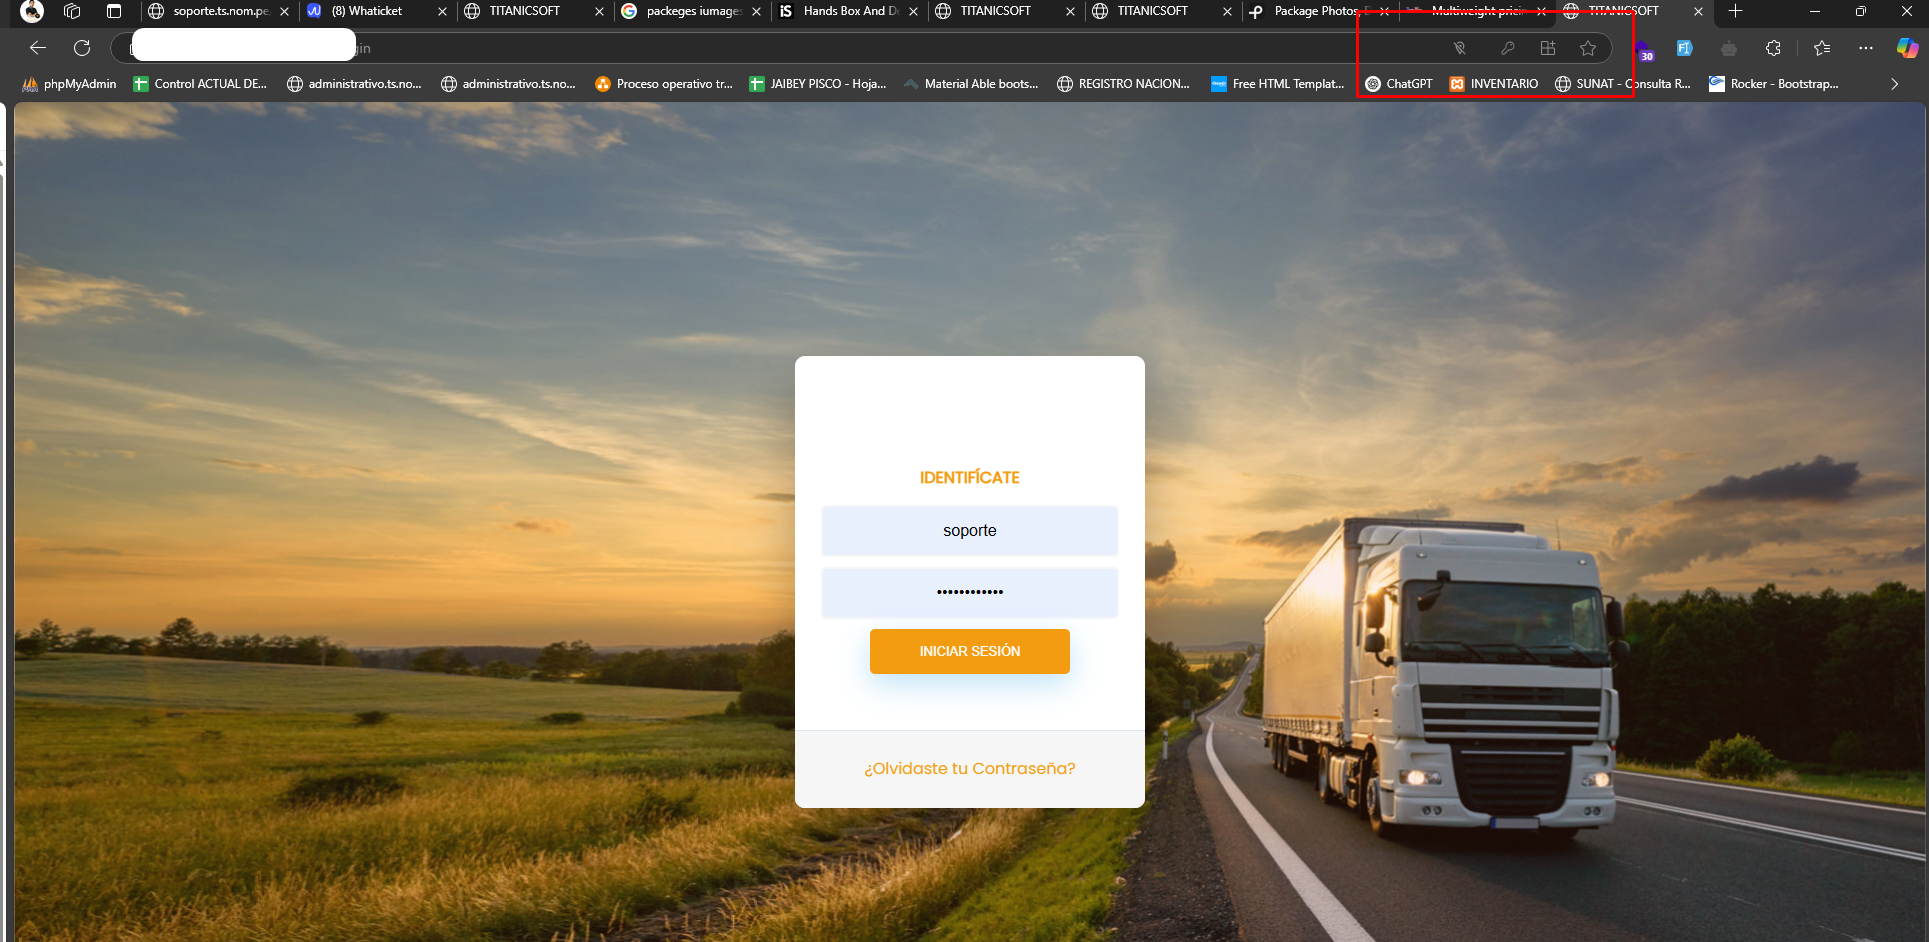 soporte.ts.nom.pe
(8) Whaticket
TITANICSOFT
packeges iumage
Hands Box And D
TITANICSOFT
TITANICSOFT
Package Photos,
Multiweight pricin
TITANICSOFT
gin
30
phpMyAdmin
Control ACTUAL DE...
administrativo.ts.no...
administrativo.ts.no...
Proceso operativo tr...
JAIBEY PISCO - Hoja...
Material Able boots...
REGISTRO NACION...
Free HTML Templat...
ChatGPT
INVENTARIO
SUNAT - Consulta R...
Rocker - Bootstrap...
IDENTIFÍCATE
soporte
••••••••••••
INICIAR SESIÓN
¿Olvidaste tu Contraseña?